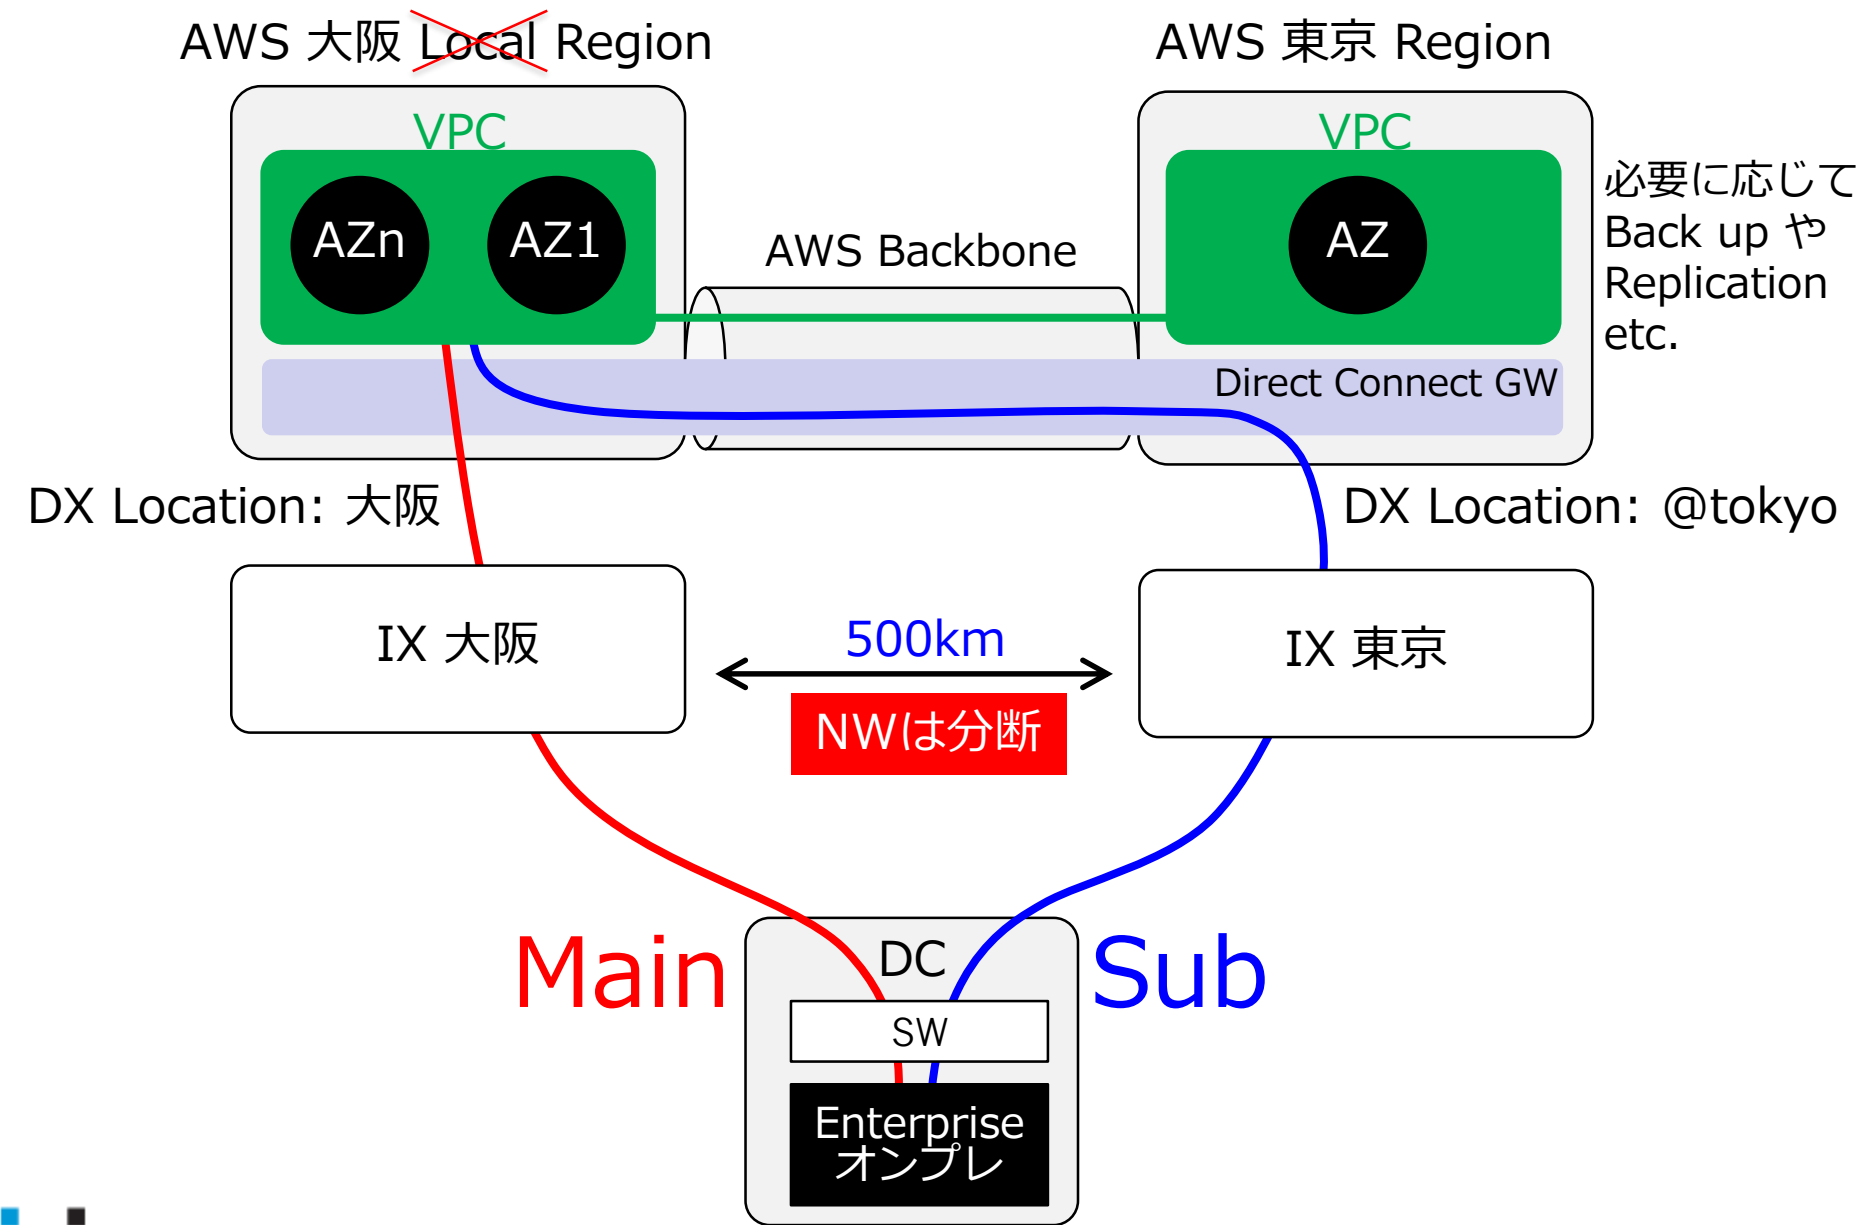 AWS 大阪 Local Region
AWS 東京 Region
VPC
VPC
AZn
AZ1
AZ
必要に応じて
Back up や
Replication
etc.
AWS Backbone
Direct Connect GW
DX Location: 大阪
DX Location: @tokyo
IX 大阪
500km
NWは分断
IX 東京
Main
DC
Sub
SW
Enterprise
オンプレ